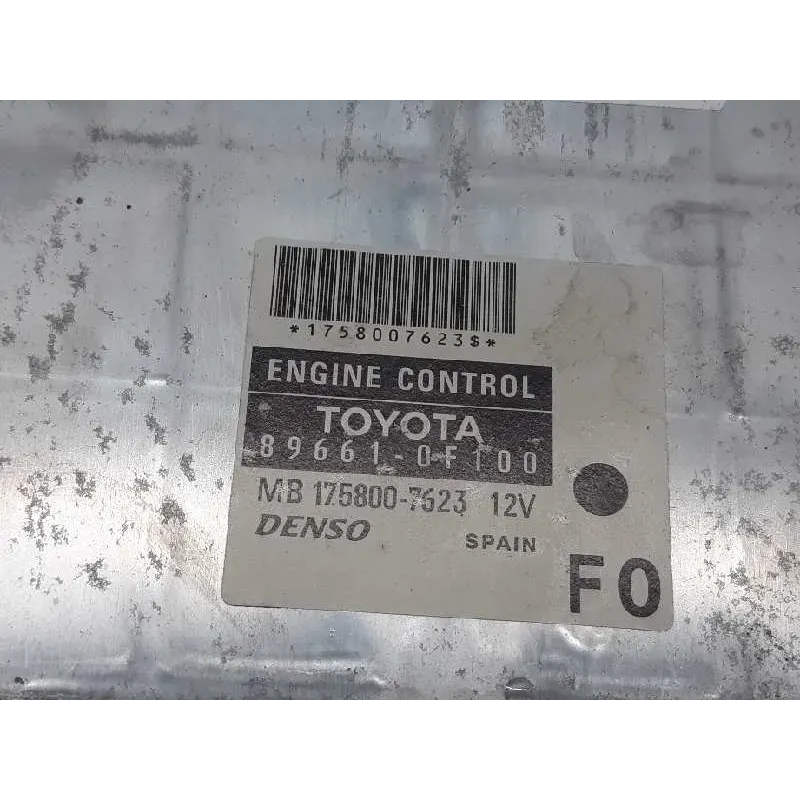 *1758007623$*
ENGINE CONTROL
TOYOTA
89661-0F100
MB 175800-7623 12V
DENSO SPAIN
F0